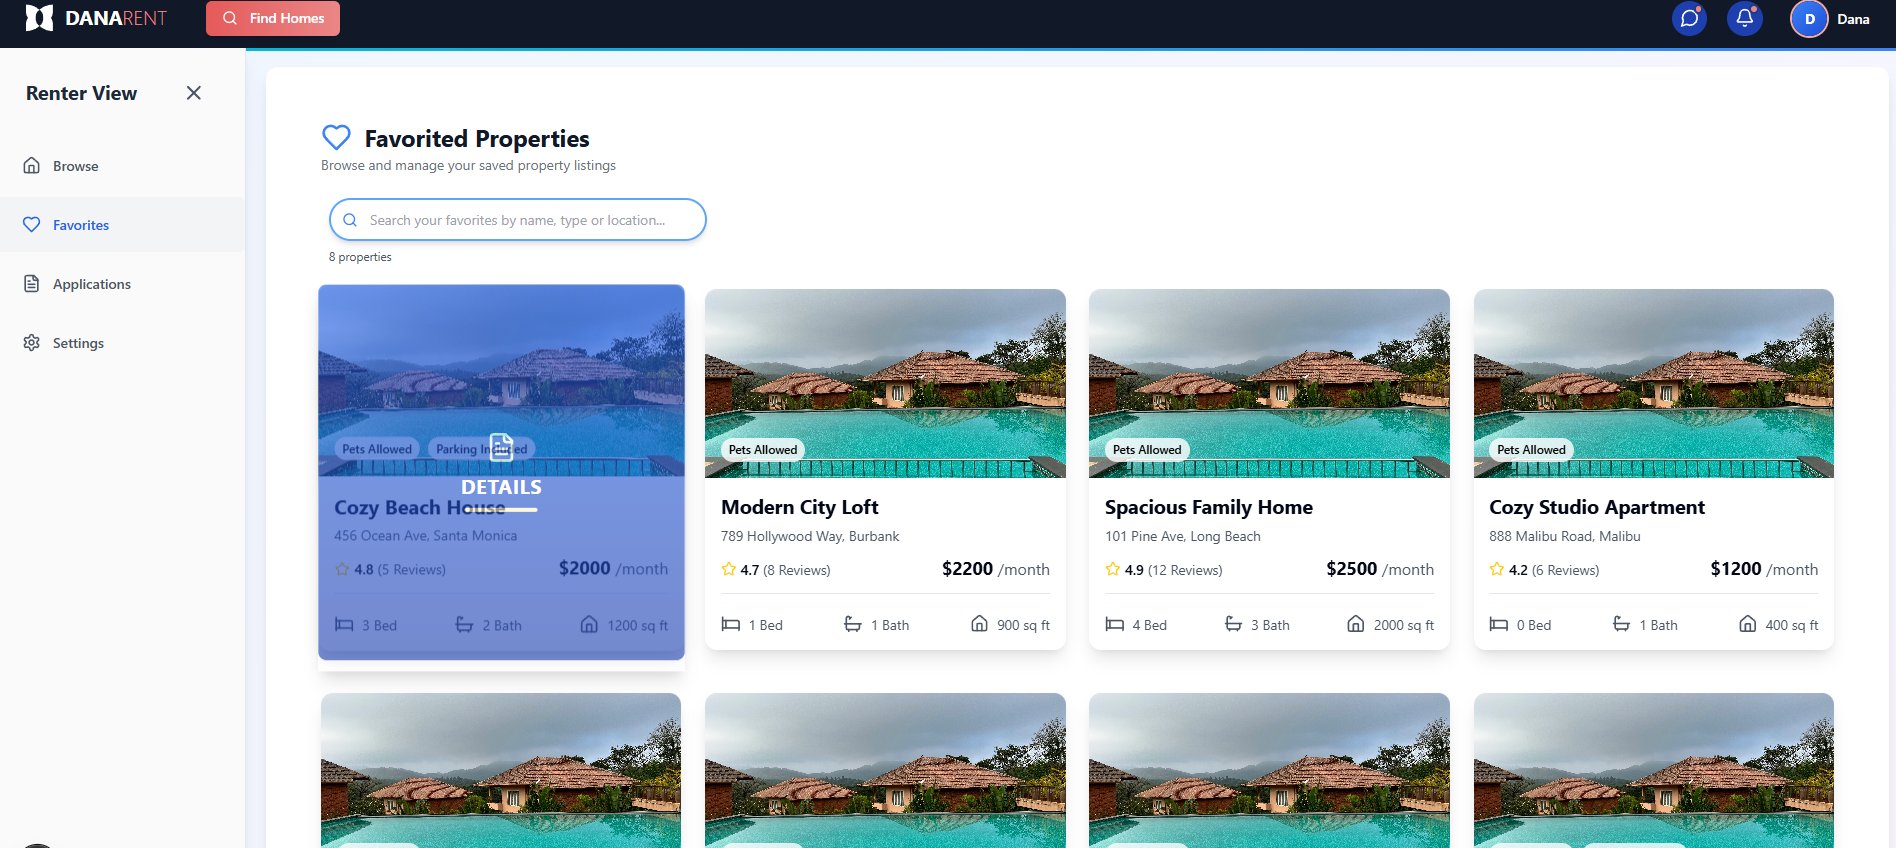 DANARENT
Find Homes
D
Dana
Renter View
Browse
Favorites
Applications
Settings
Favorited Properties
Browse and manage your saved property listings
Search your favorites by name, type or location...
8 properties
Pets Allowed
Parking Included
DETAILS
Cozy Beach House
456 Ocean Ave, Santa Monica
4.8 (5 Reviews)
$2000 /month
3 Bed
2 Bath
1200 sq ft
Pets Allowed
Modern City Loft
789 Hollywood Way, Burbank
4.7 (8 Reviews)
$2200 /month
1 Bed
1 Bath
900 sq ft
Pets Allowed
Spacious Family Home
101 Pine Ave, Long Beach
4.9 (12 Reviews)
$2500 /month
4 Bed
3 Bath
2000 sq ft
Pets Allowed
Cozy Studio Apartment
888 Malibu Road, Malibu
4.2 (6 Reviews)
$1200 /month
0 Bed
1 Bath
400 sq ft